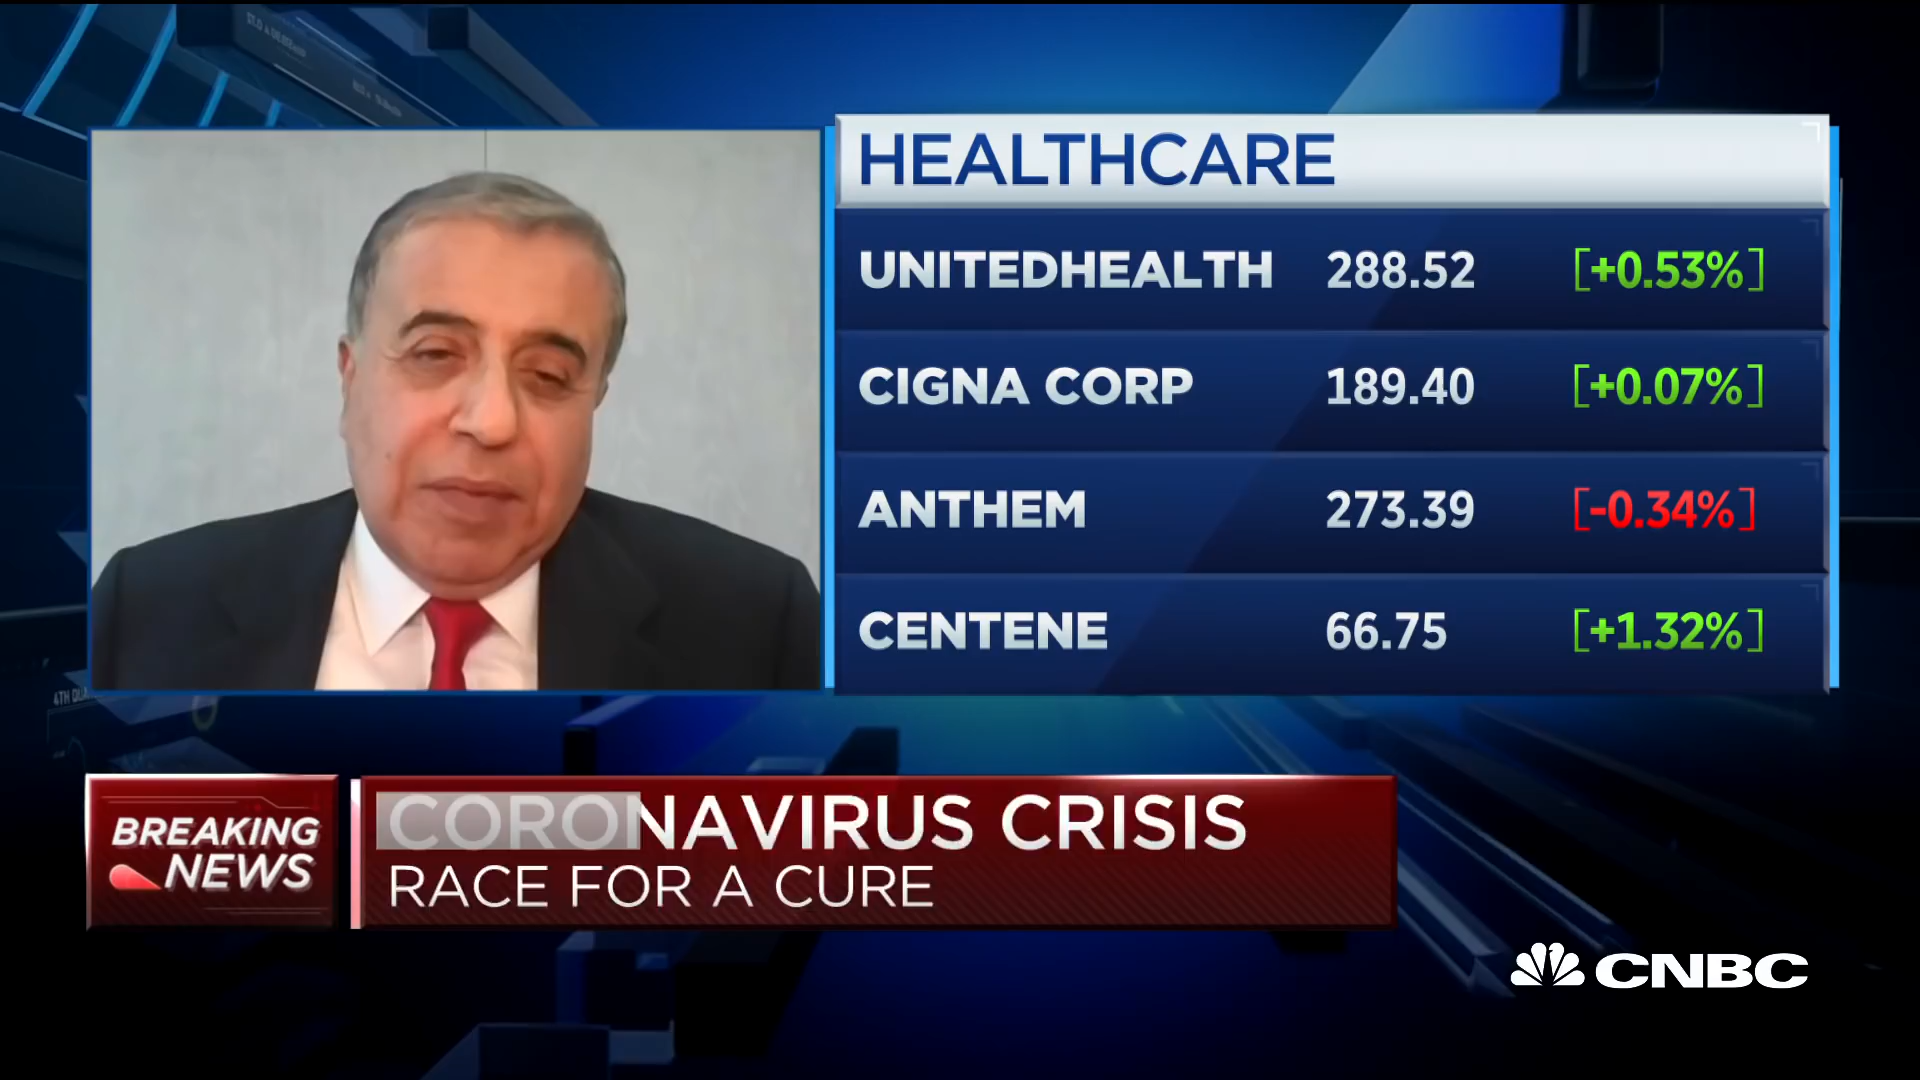 HEALTHCARE
UNITEDHEALTH 288.52 [+0.53%]
CIGNA CORP 189.40 [+0.07%]
ANTHEM 273.39 [-0.34%]
CENTENE 66.75 [+1.32%]
4TH
BREAKING
NEWS
CORONAVIRUS CRISIS
RACE FOR A CURE
CNBC